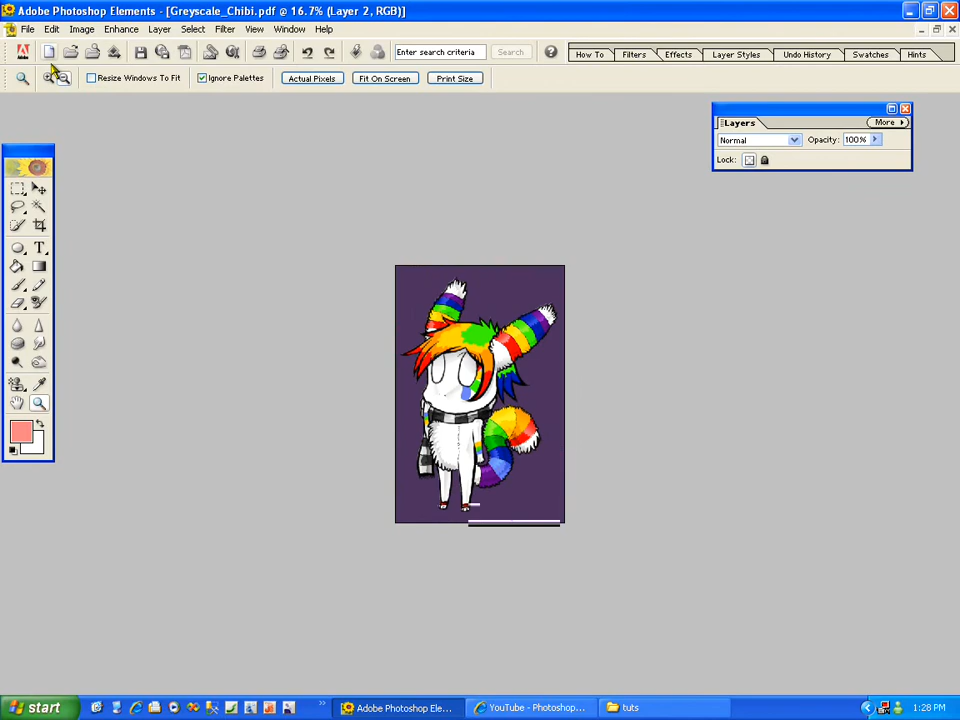 Adobe Photoshop Elements - [Greyscale_Chibi.pdf @ 16.7% (Layer 2, RGB)]
File Edit Image Enhance Layer Select Filter View Window Help
Enter search criteria Search How To Filters Effects Layer Styles Undo History Swatches Hints
Resize Windows To Fit Ignore Palettes Actual Pixels Fit On Screen Print Size
Layers More
Normal Opacity: 100%
Lock:
T
start Adobe Photoshop Ele... YouTube - Photoshop... tuts 1:28 PM